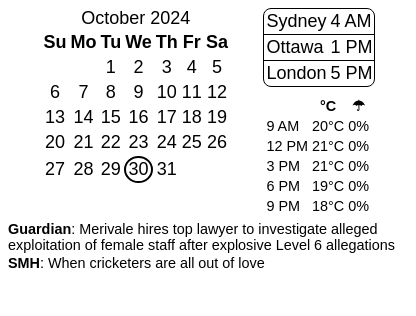 October 2024
Su Mo Tu We Th Fr Sa
1 2 3 4 5
6 7 8 9 10 11 12
13 14 15 16 17 18 19
20 21 22 23 24 25 26
27 28 29 30 31
Sydney 4 AM
Ottawa 1 PM
London 5 PM
°C ☂
9 AM 20°C 0%
12 PM 21°C 0%
3 PM 21°C 0%
6 PM 19°C 0%
9 PM 18°C 0%
Guardian: Merivale hires top lawyer to investigate alleged
exploitation of female staff after explosive Level 6 allegations
SMH: When cricketers are all out of love